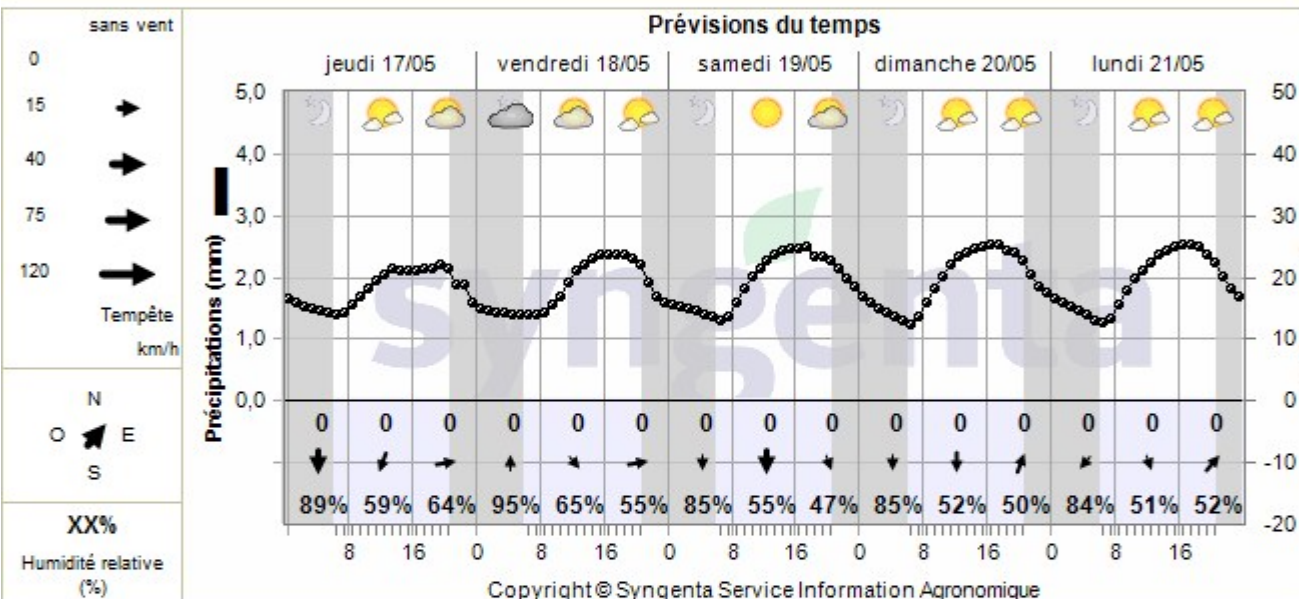 sans vent
0
15
40
75
120
Tempête
km/h
N
O E
S
XX%
Humidité relative
(%)
Prévisions du temps
jeudi 17/05 vendredi 18/05 samedi 19/05 dimanche 20/05 lundi 21/05
5,0 50
4,0 40
3,0 30
2,0 20
1,0 10
0,0 0
Précipitations (mm)
syngenta
0 0 0 0 0 0 0 0 0 0 0 0 0 0 0
-10
89% 59% 64% 95% 65% 55% 85% 55% 47% 85% 52% 50% 84% 51% 52%
-20
8 16 0 8 16 0 8 16 0 8 16 0 8 16
Copyright © Syngenta Service Information Agronomique